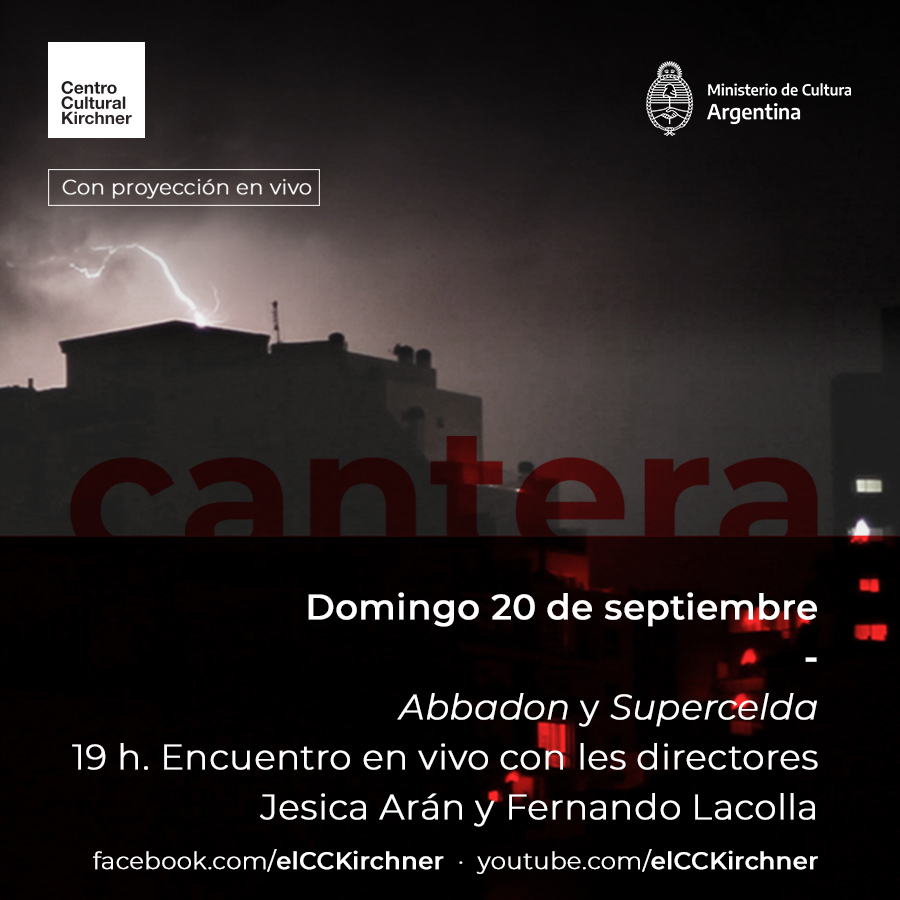 Centro
Cultural
Kirchner
Ministerio de Cultura
Argentina
Con proyección en vivo
cantera
Domingo 20 de septiembre
-
Abbadon y Supercelda
19 h. Encuentro en vivo con les directores
Jesica Arán y Fernando Lacolla
facebook.com/elCCKirchner · youtube.com/elCCKirchner